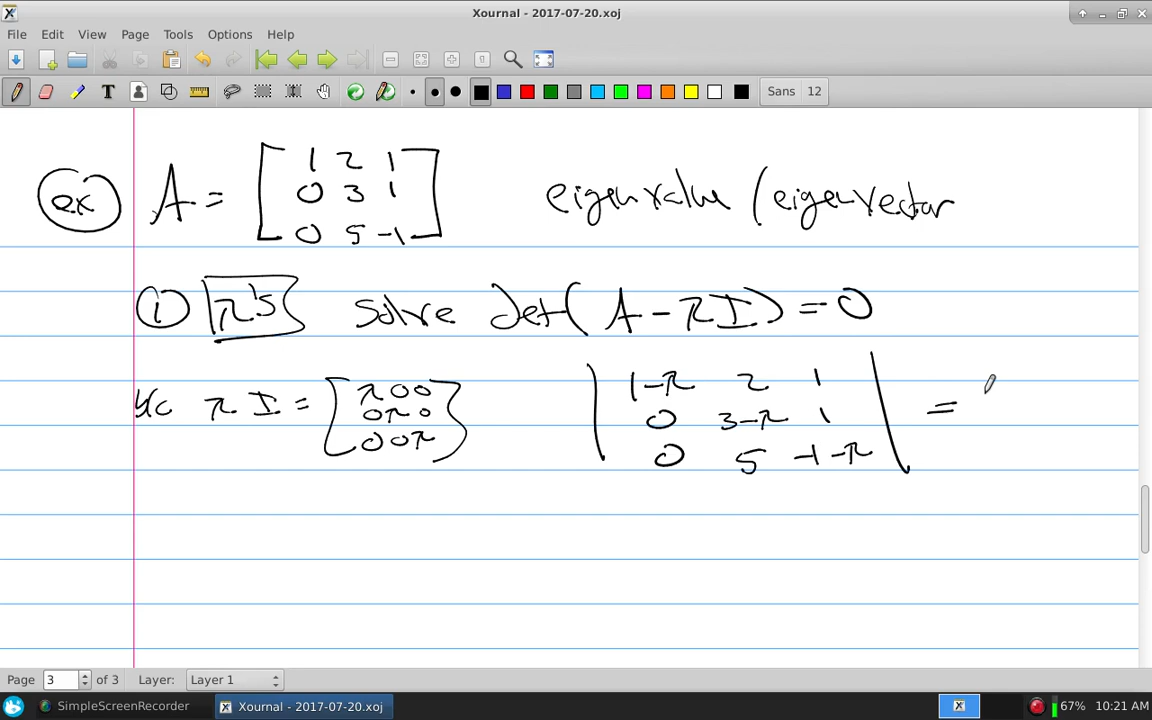 Xournal - 2017-07-20.xoj
File Edit View Page Tools Options Help
Sans 12
ex A = [ 1 2 1 eigenvalue / eigenvector
0 3 1
0 5 -1 ]
① λ's solve det(A - λI) = 0
λI = [ λ 0 0 | 1-λ 2 1 | =
0 λ 0 0 3-λ 1
0 0 λ ] 0 5 -1-λ
Page 3 of 3 Layer: Layer 1
SimpleScreenRecorder Xournal - 2017-07-20.xoj 67% 10:21 AM